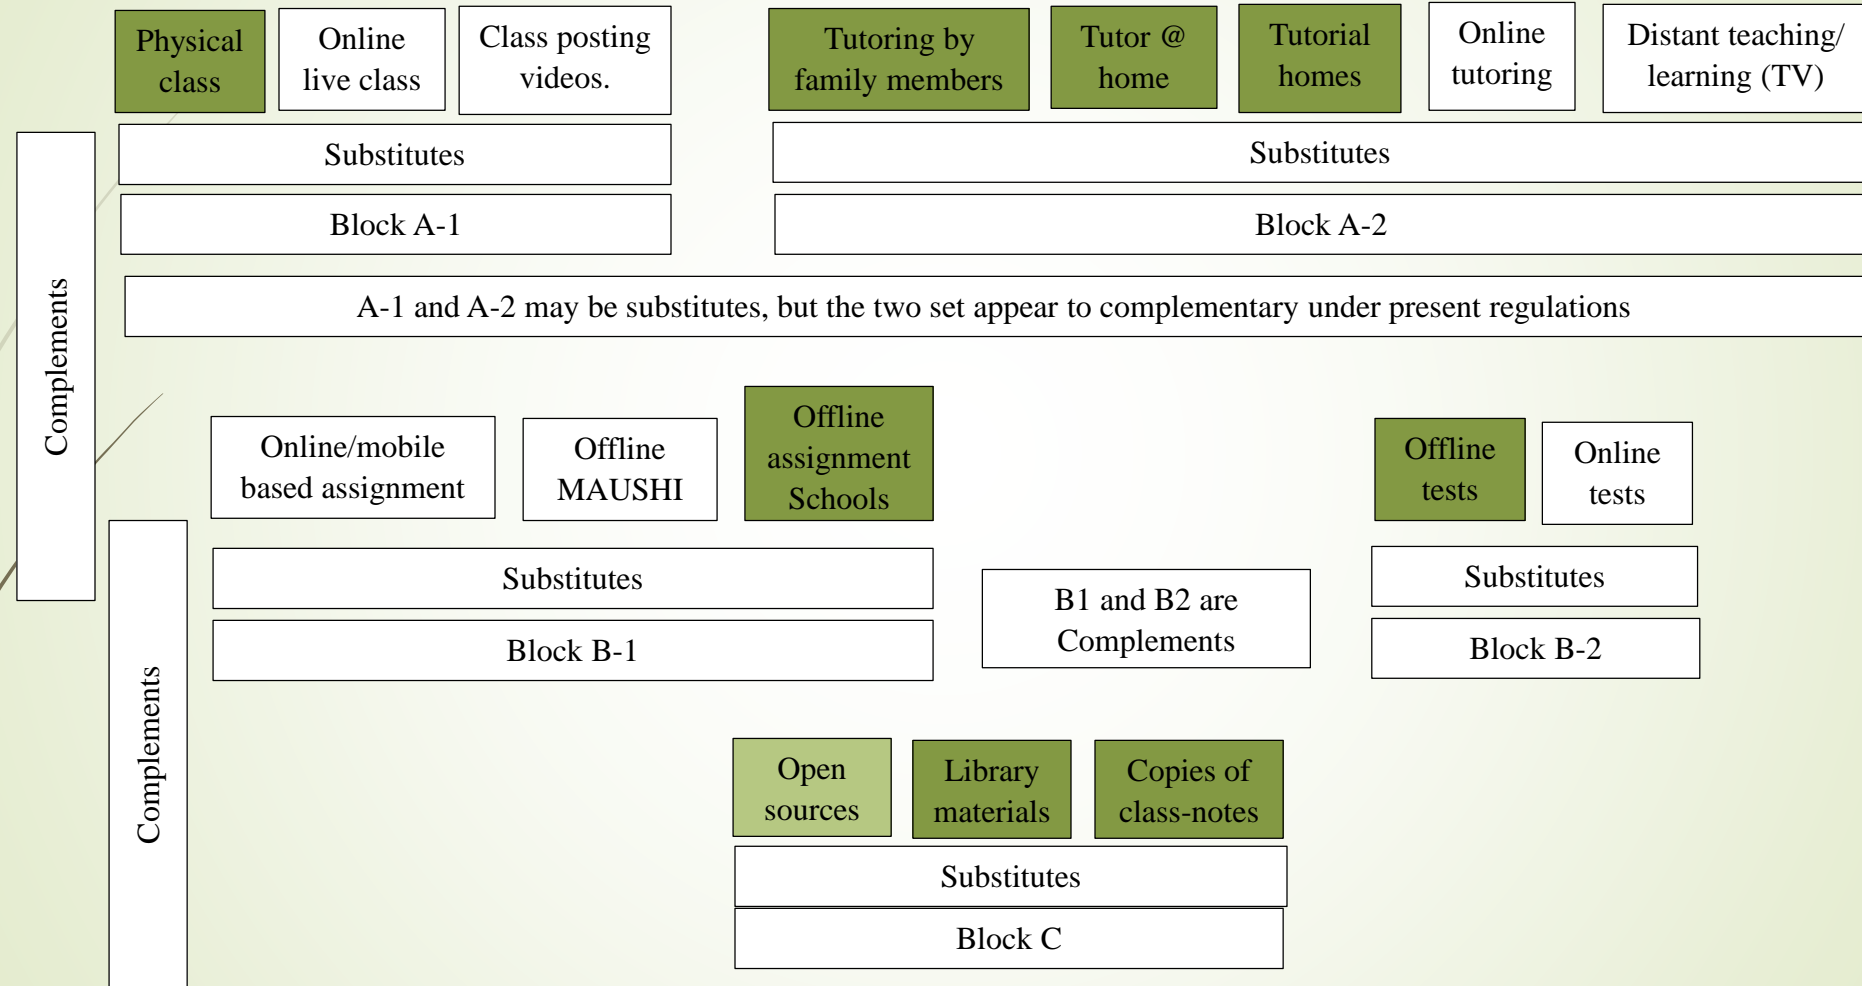 Physical
class
Online
live class
Class posting
videos.
Tutoring by
family members
Tutor @
home
Tutorial
homes
Online
tutoring
Distant teaching/
learning (TV)
Substitutes
Substitutes
Block A-1
Block A-2
A-1 and A-2 may be substitutes, but the two set appear to complementary under present regulations
Complements
Online/mobile
based assignment
Offline
MAUSHI
Offline
assignment
Schools
Offline
tests
Online
tests
Substitutes
B1 and B2 are
Complements
Substitutes
Block B-1
Block B-2
Complements
Open
sources
Library
materials
Copies of
class-notes
Substitutes
Block C